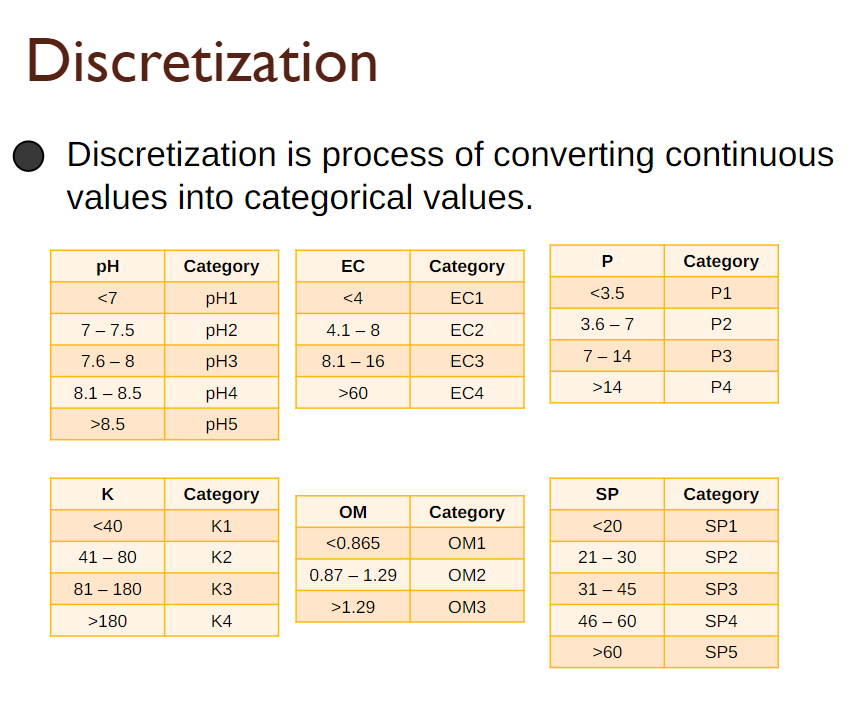 Discretization
Discretization is process of converting continuous
values into categorical values.
pH Category
<7 pH1
7 – 7.5 pH2
7.6 – 8 pH3
8.1 – 8.5 pH4
>8.5 pH5
EC Category
<4 EC1
4.1 – 8 EC2
8.1 – 16 EC3
>60 EC4
P Category
<3.5 P1
3.6 – 7 P2
7 – 14 P3
>14 P4
K Category
<40 K1
41 – 80 K2
81 – 180 K3
>180 K4
OM Category
<0.865 OM1
0.87 – 1.29 OM2
>1.29 OM3
SP Category
<20 SP1
21 – 30 SP2
31 – 45 SP3
46 – 60 SP4
>60 SP5